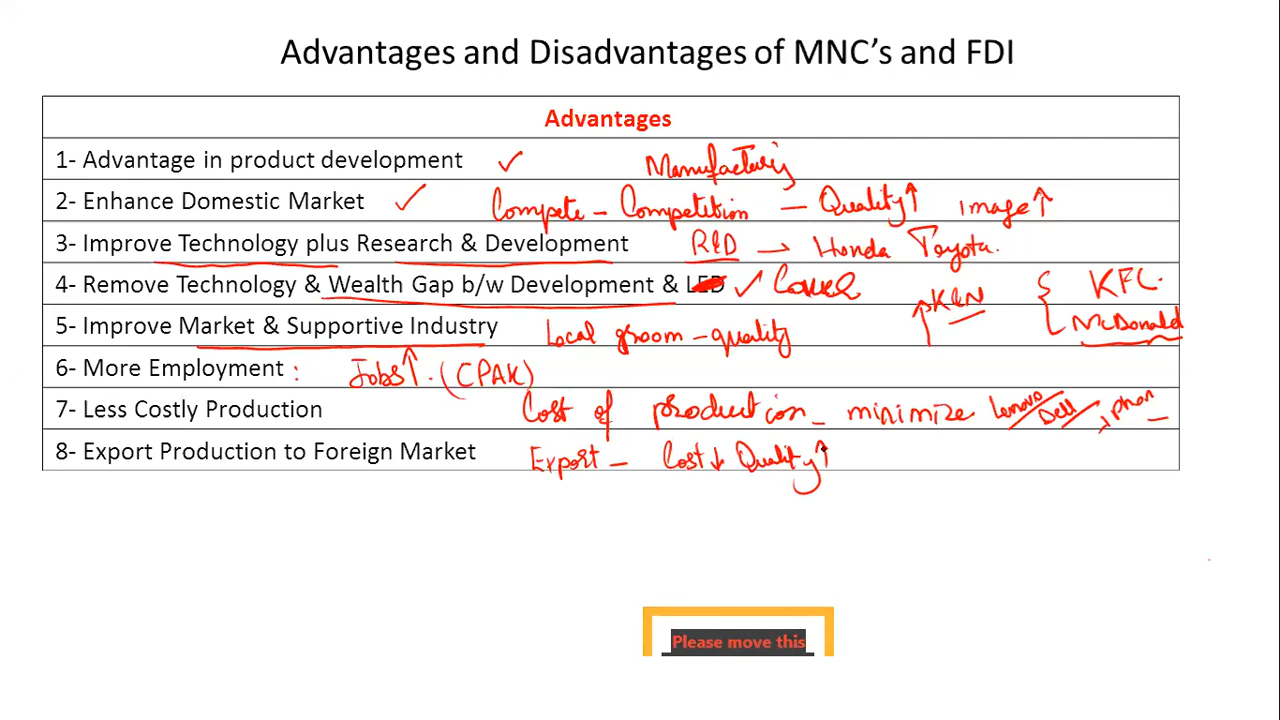 Advantages and Disadvantages of MNC's and FDI
Advantages
1- Advantage in product development Manufacturing
2- Enhance Domestic Market Compete - Competition - Quality↑ Image↑
3- Improve Technology plus Research & Development R&D → Honda Toyota.
4- Remove Technology & Wealth Gap b/w Development & ✓ K&N KFC.
5- Improve Market & Supportive Industry Local groom - quality McDonald
6- More Employment : Jobs↑. (CPAK)
7- Less Costly Production Cost of production - minimize Lenovo Dell
8- Export Production to Foreign Market Export - Cost↓ Quality↑
Please move this